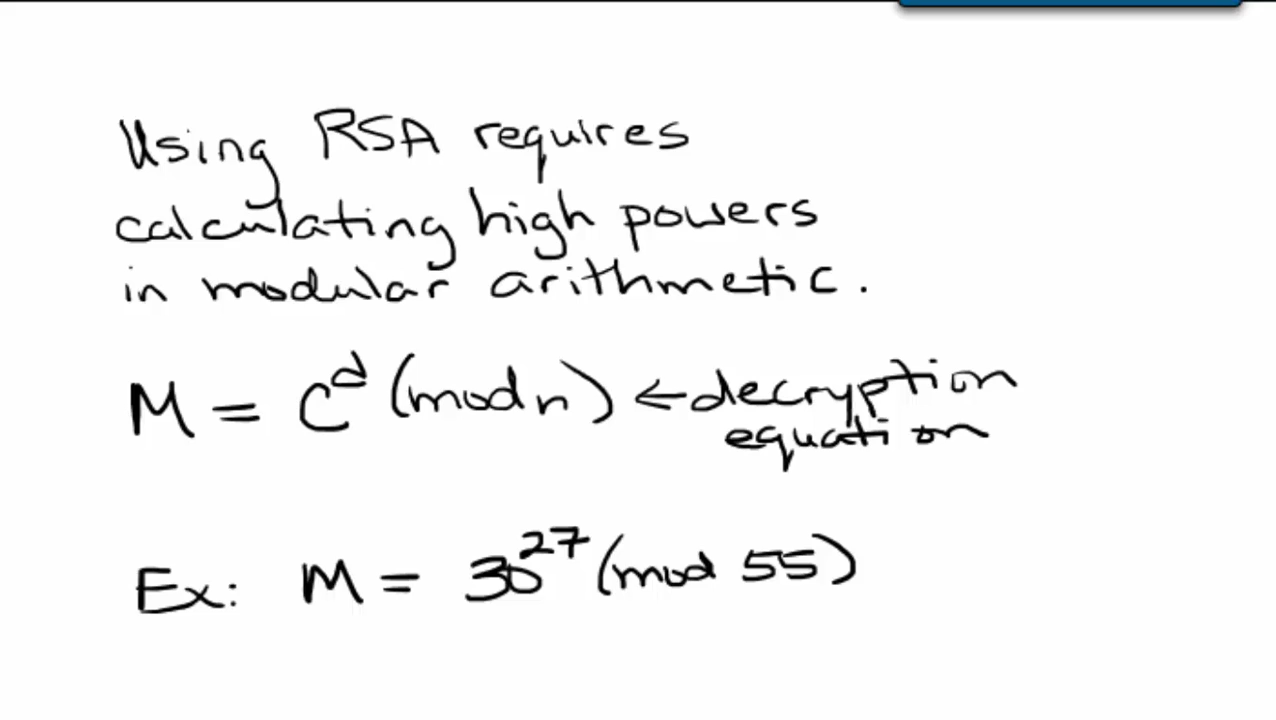 Using RSA requires
calculating high powers
in modular arithmetic.
M = C^d (mod n) ← decryption
equation
Ex: M = 30^27 (mod 55)